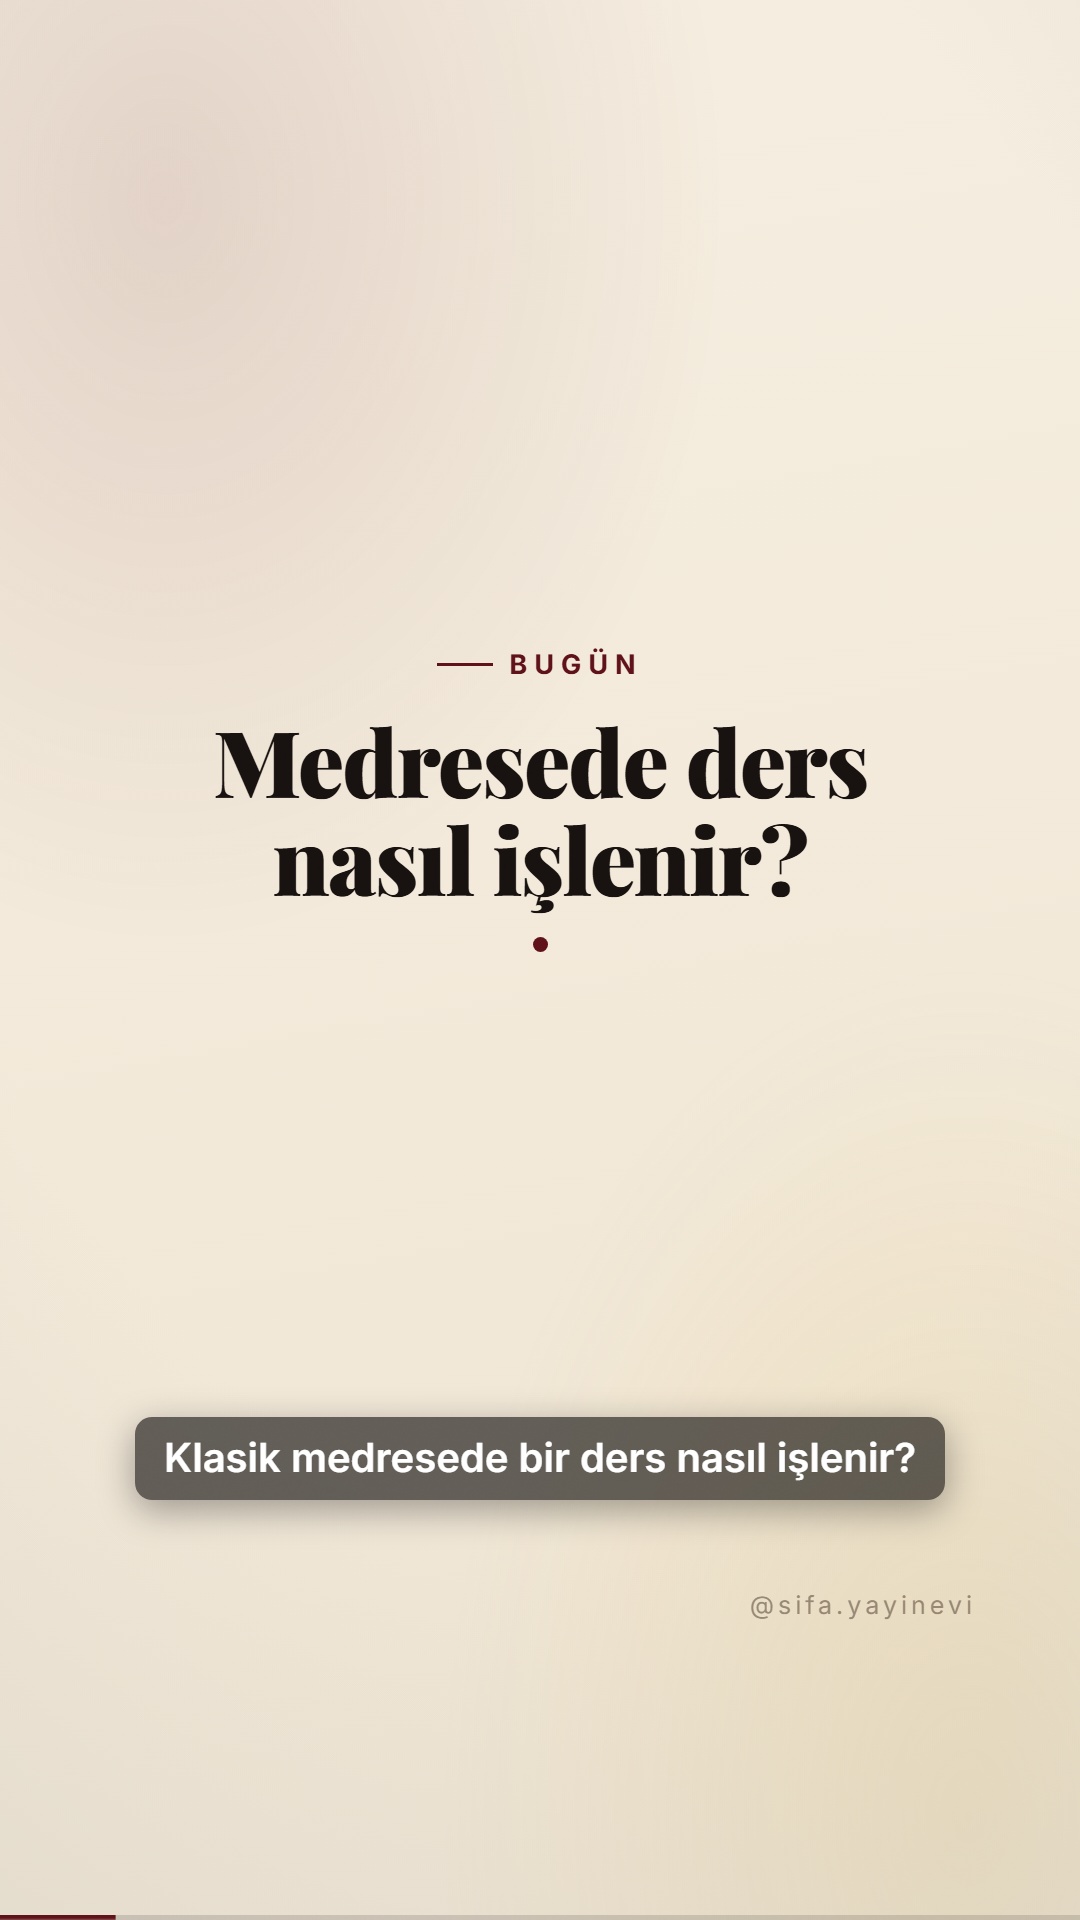 BUGÜN
Medresede ders
nasıl işlenir?
Klasik medresede bir ders nasıl işlenir?
@sifa.yayinevi